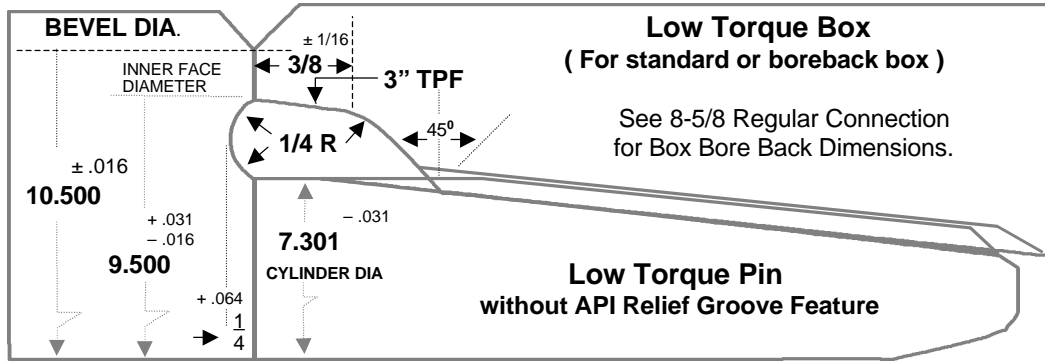 BEVEL DIA.
Low Torque Box
( For standard or boreback box )
± 1/16
3/8
INNER FACE
DIAMETER
3” TPF
See 8-5/8 Regular Connection
for Box Bore Back Dimensions.
45⁰
1/4 R
± .016
10.500
+ .031
– .016
9.500
– .031
7.301
CYLINDER DIA
Low Torque Pin
without API Relief Groove Feature
+ .064
1
4